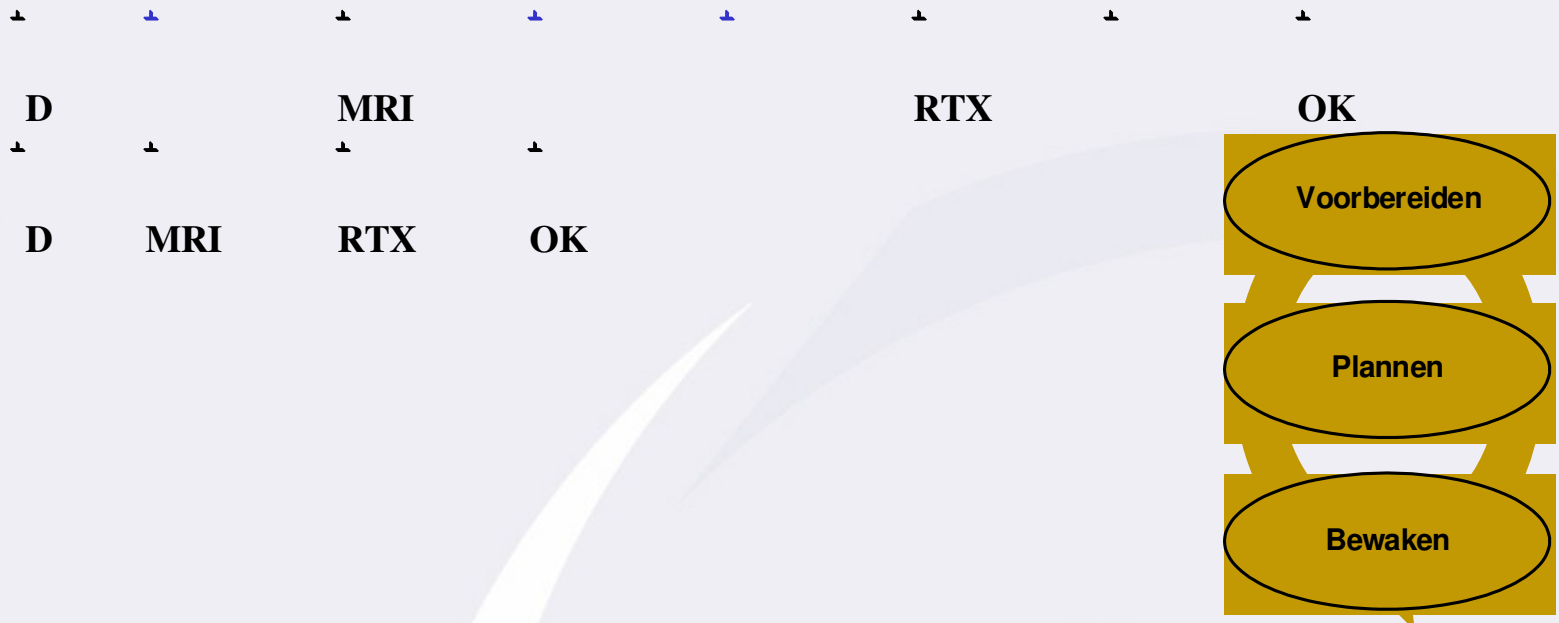 D MRI RTX OK
D MRI RTX OK
Voorbereiden
Plannen
Bewaken